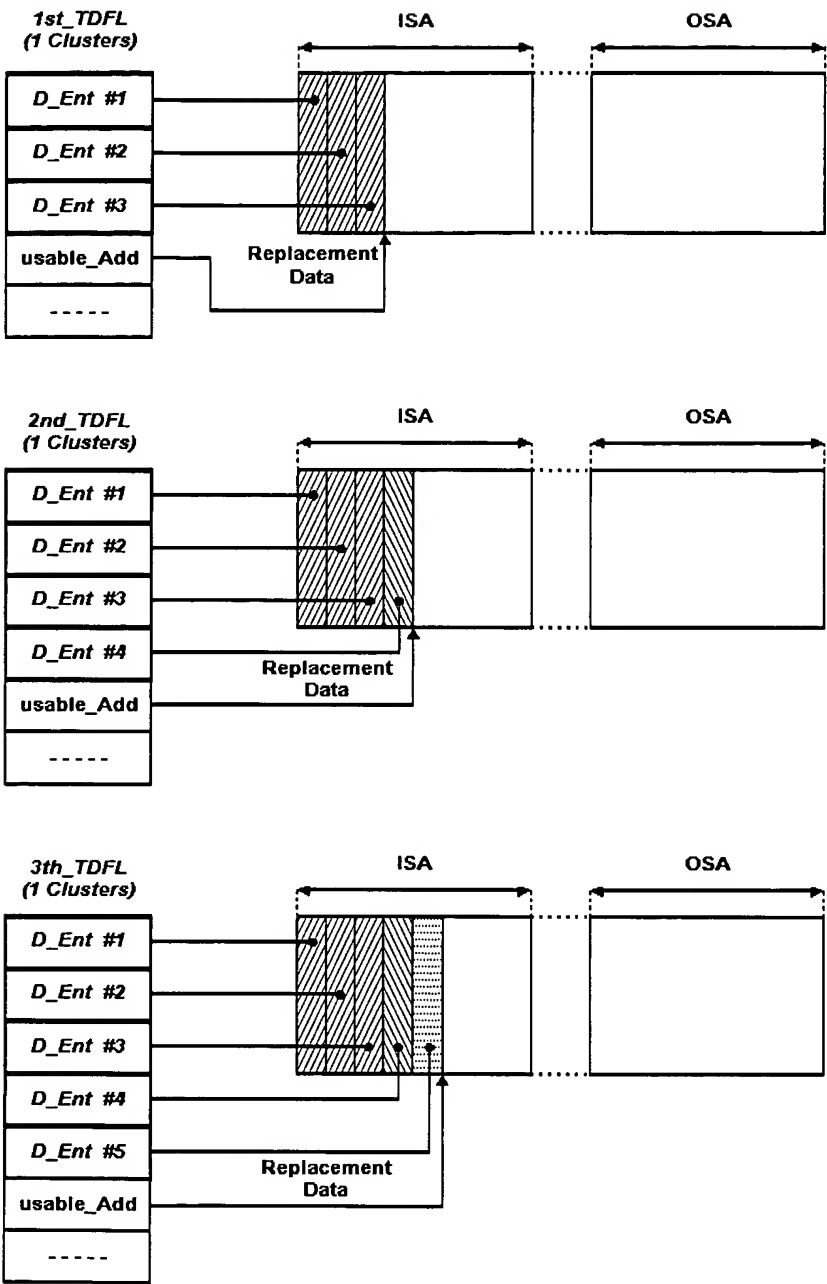 1st_TDFL
(1 Clusters)
ISA
OSA
D_Ent #1
D_Ent #2
D_Ent #3
usable_Add
- - - - -
Replacement
Data
2nd_TDFL
(1 Clusters)
ISA
OSA
D_Ent #1
D_Ent #2
D_Ent #3
D_Ent #4
usable_Add
- - - - -
Replacement
Data
3th_TDFL
(1 Clusters)
ISA
OSA
D_Ent #1
D_Ent #2
D_Ent #3
D_Ent #4
D_Ent #5
usable_Add
- - - - -
Replacement
Data